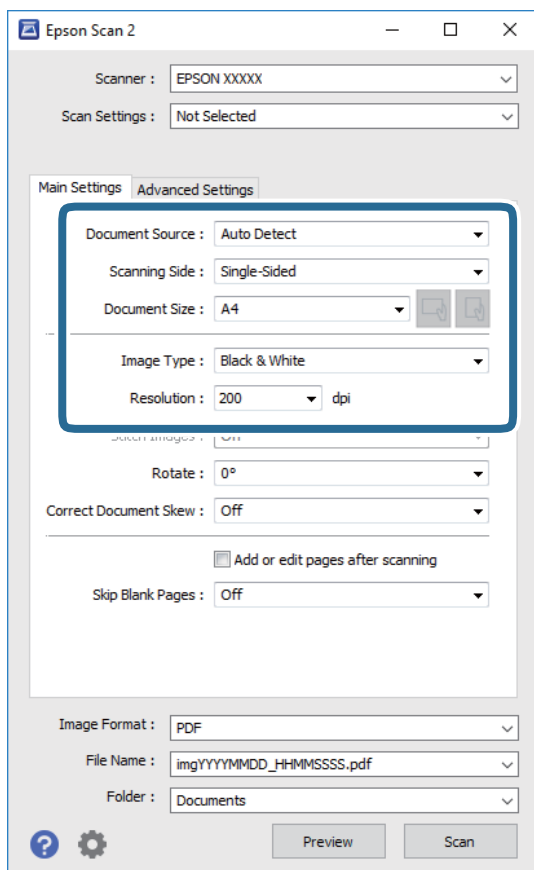 Epson Scan 2
Scanner : EPSON XXXXX
Scan Settings : Not Selected
Main Settings Advanced Settings
Document Source : Auto Detect
Scanning Side : Single-Sided
Document Size : A4
Image Type : Black & White
Resolution : 200 dpi
Images : Off
Rotate : 0°
Correct Document Skew : Off
Add or edit pages after scanning
Skip Blank Pages : Off
Image Format : PDF
File Name : imgYYYYMMDD_HHMMSSSS.pdf
Folder : Documents
? Preview Scan